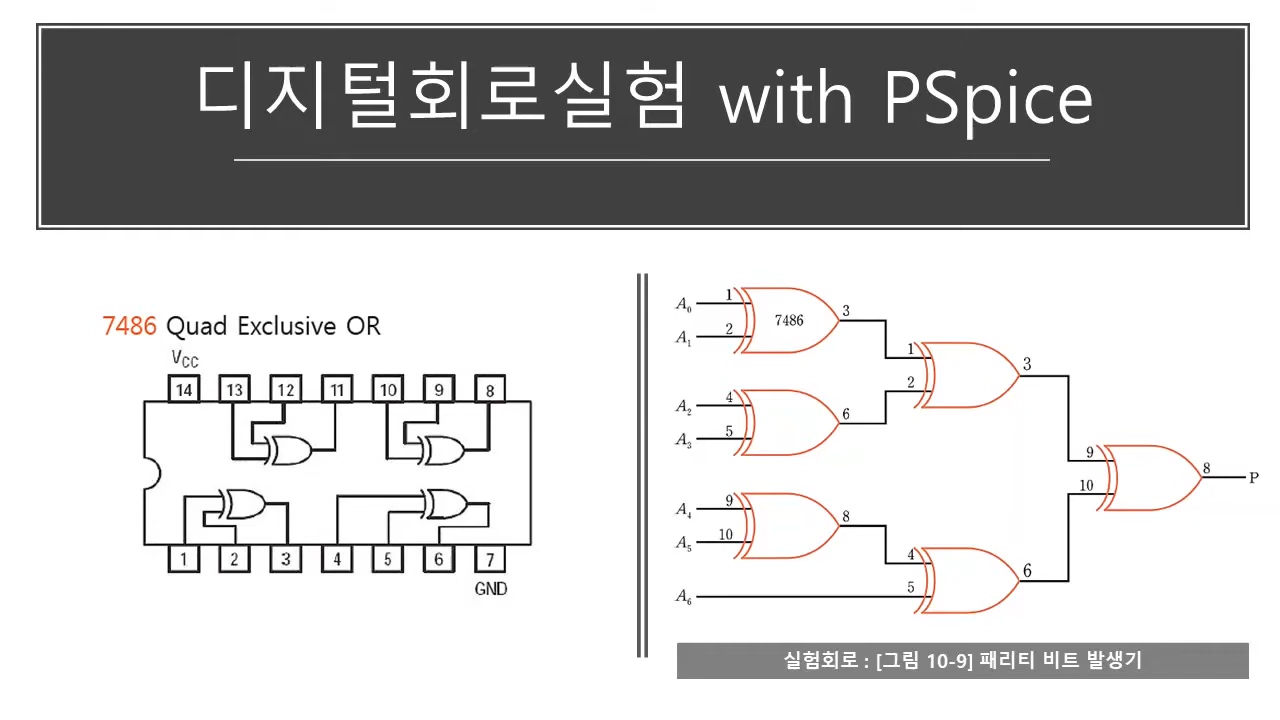 디지털회로실험 with PSpice
7486 Quad Exclusive OR
VCC
14 13 12 11 10 9 8
1 2 3 4 5 6 7
GND
A0 1
A1 2
7486
3
A2 4
A3 5
6
A4 9
A5 10
8
A6
1
2
3
4
5
6
9
10
8 P
실험회로 : [그림 10-9] 패리티 비트 발생기